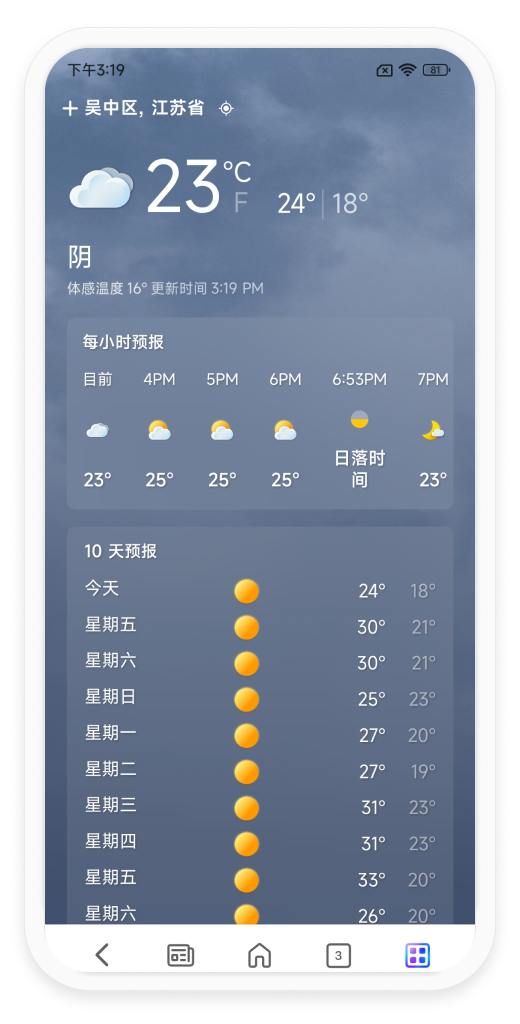 下午3:19 81
吴中区, 江苏省
23 °C F 24° 18°
阴
体感温度 16° 更新时间 3:19 PM
每小时预报
目前 4PM 5PM 6PM 6:53PM 7PM
日落时
23° 25° 25° 25° 间 23°
10 天预报
今天 24° 18°
星期五 30° 21°
星期六 30° 21°
星期日 25° 23°
星期一 27° 20°
星期二 27° 19°
星期三 31° 23°
星期四 31° 23°
星期五 33° 20°
星期六 26° 20°
3